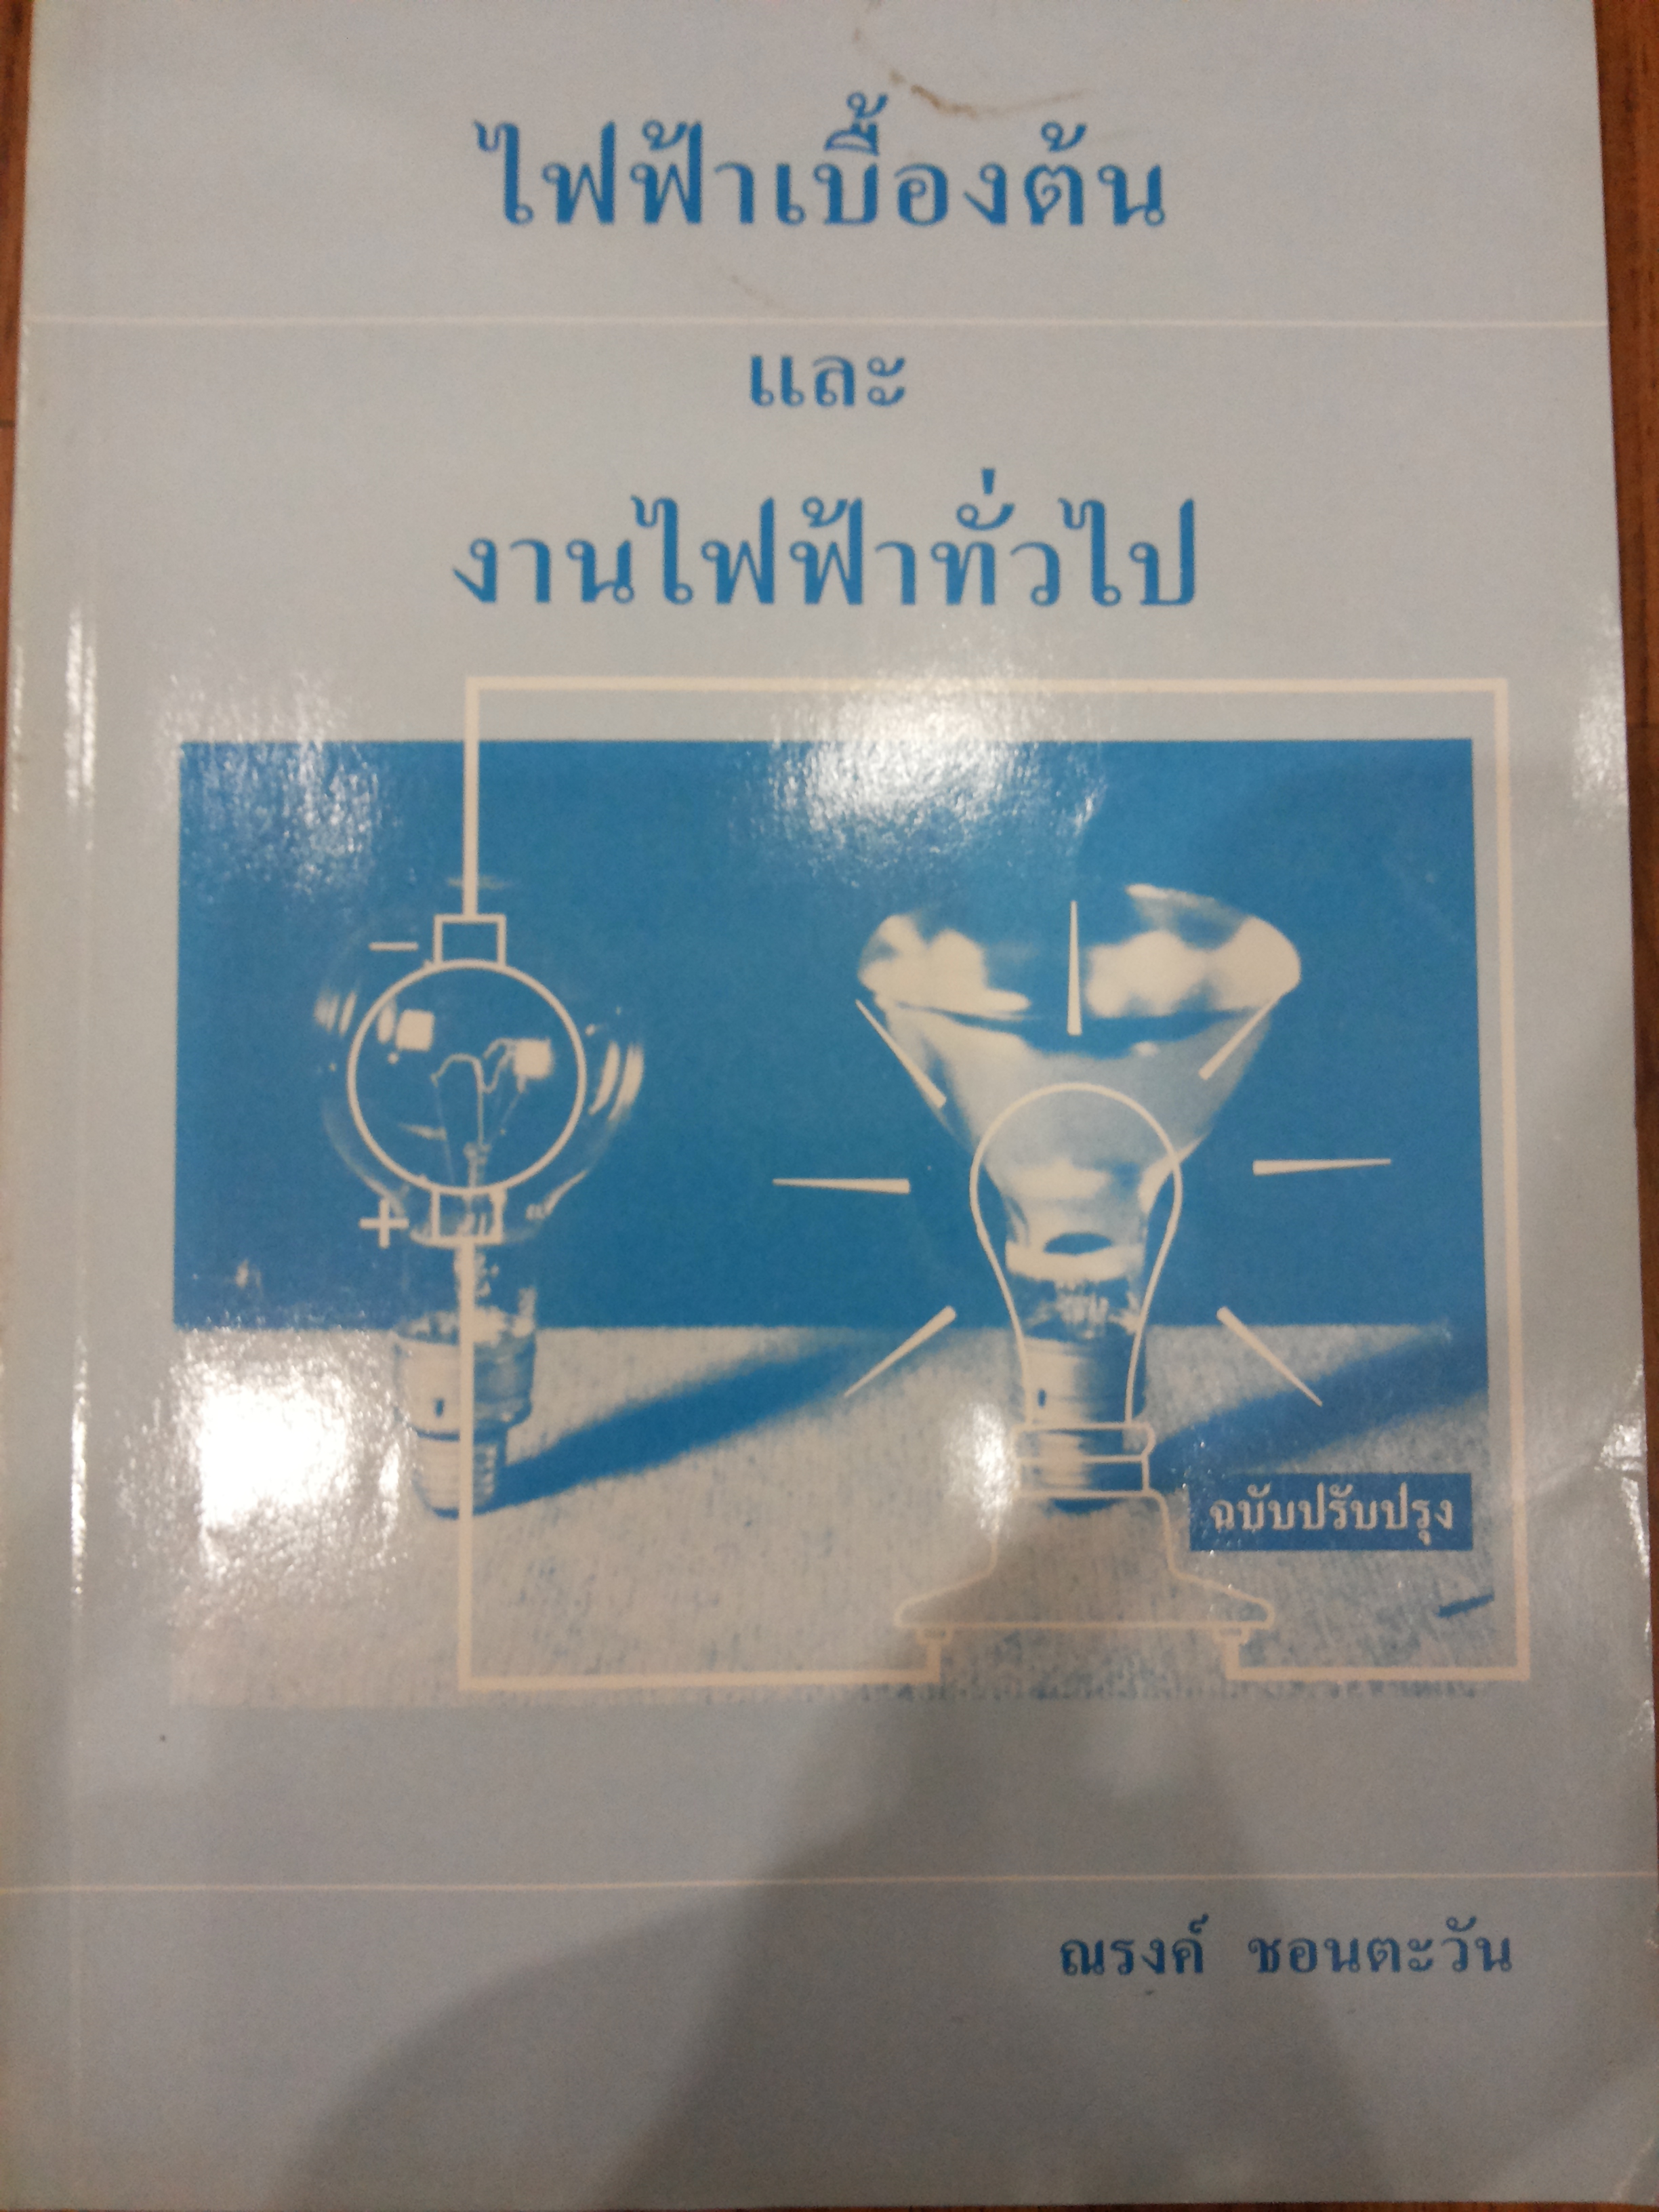 ไฟฟ้าเบื้องต้น
และ
งานไฟฟ้าทั่วไป
−
+
ฉบับปรับปรุง
ณรงค์ ชอนตะวัน